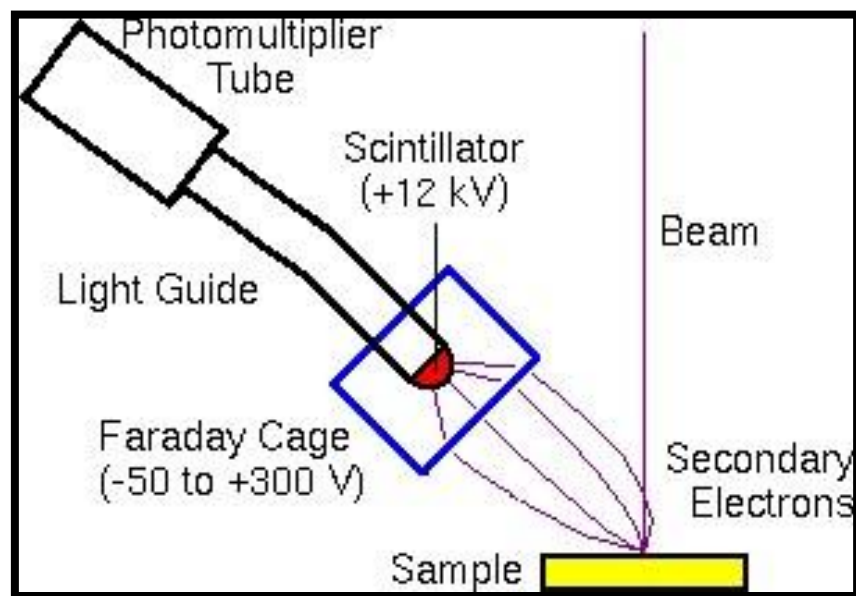 Photomultiplier
Tube
Scintillator
(+12 kV)
Beam
Light Guide
Faraday Cage
(-50 to +300 V)
Secondary
Electrons
Sample